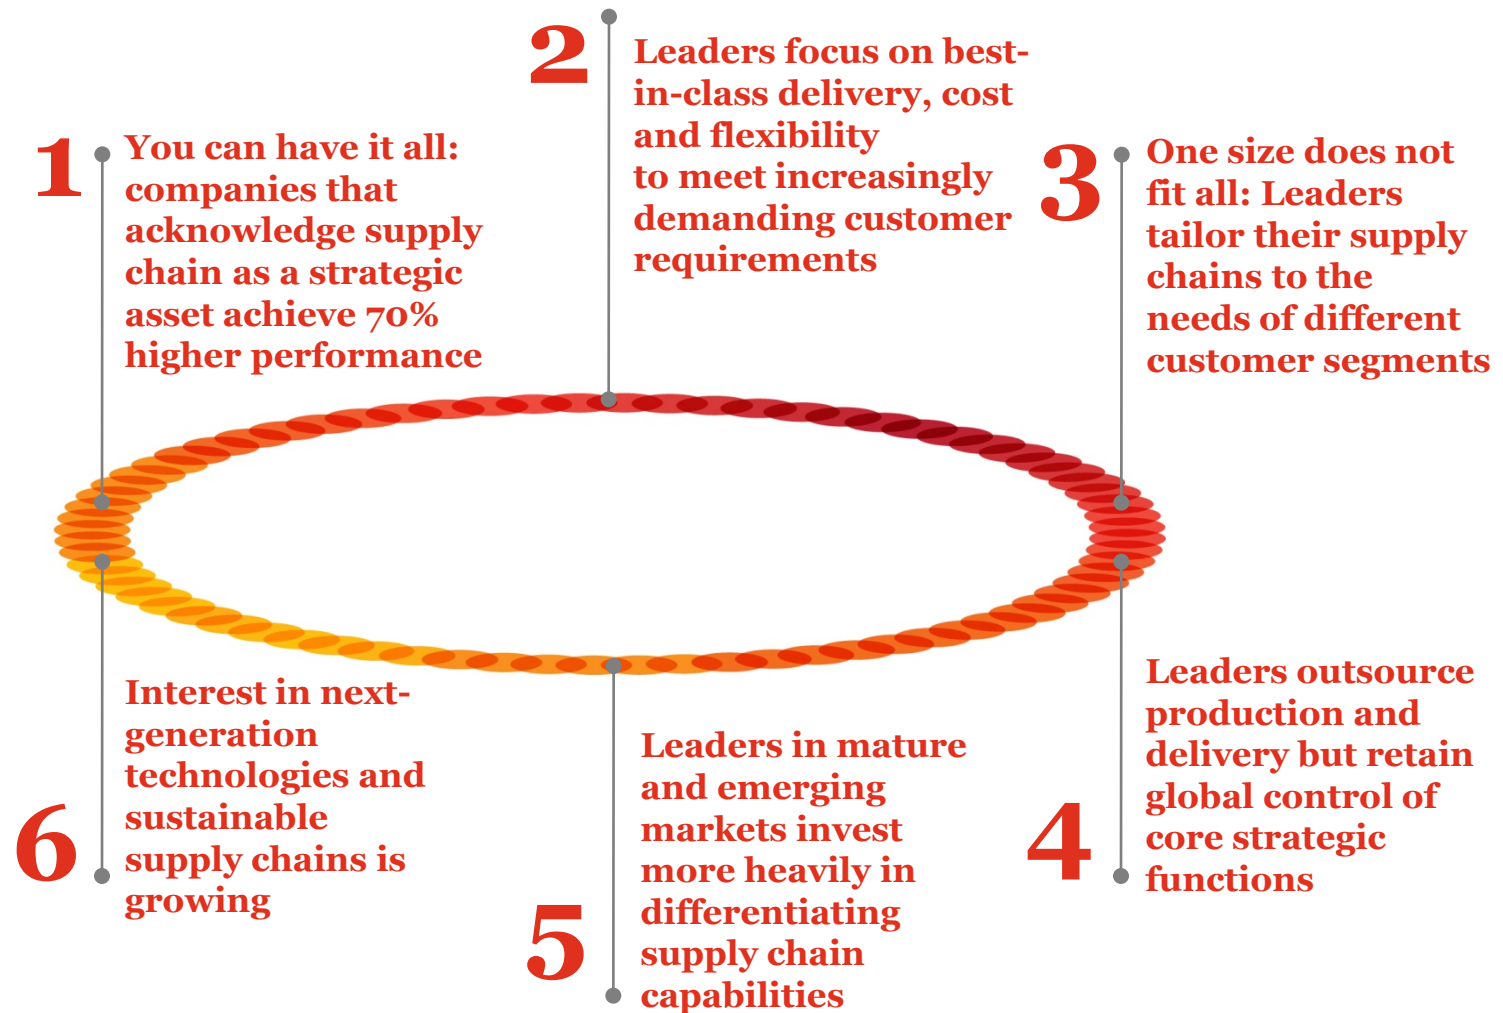 1
You can have it all:
companies that
acknowledge supply
chain as a strategic
asset achieve 70%
higher performance
2
Leaders focus on best-
in-class delivery, cost
and flexibility
to meet increasingly
demanding customer
requirements
3
One size does not
fit all: Leaders
tailor their supply
chains to the
needs of different
customer segments
4
Leaders outsource
production and
delivery but retain
global control of
core strategic
functions
5
Leaders in mature
and emerging
markets invest
more heavily in
differentiating
supply chain
capabilities
6
Interest in next-
generation
technologies and
sustainable
supply chains is
growing